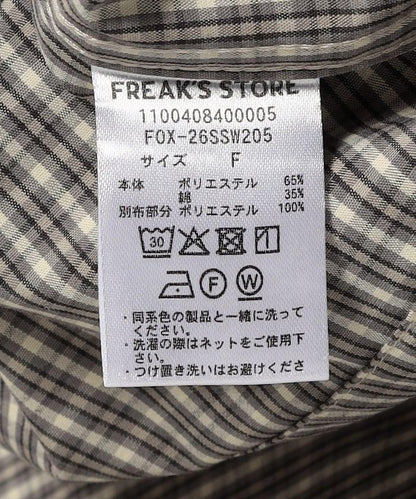 FREAK'S STORE
1100408400005
FOX-26SSW205
サイズ F
本体 ポリエステル 65%
綿 35%
別布部分 ポリエステル 100%
30
F W
・同系色の製品と一緒に洗って
ください。
・洗濯の際はネットをご使用下
さい。
・つけ置き洗いはお避けくださ